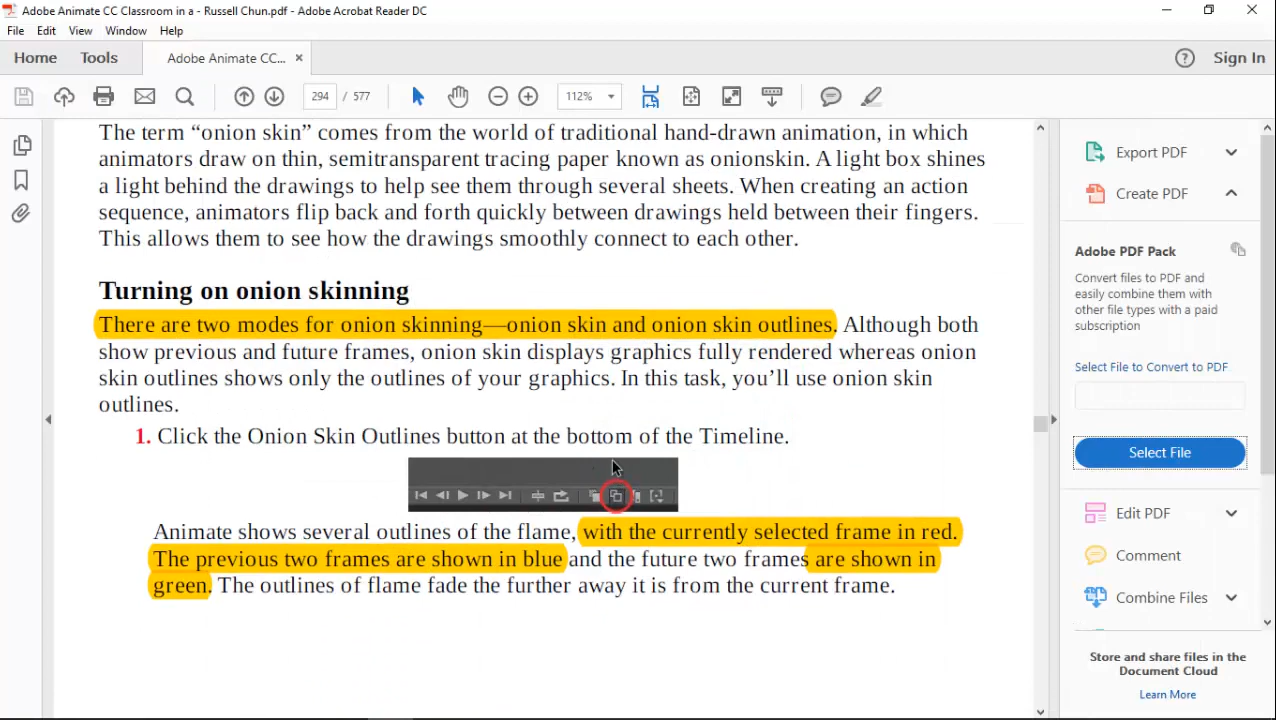 Adobe Animate CC Classroom in a - Russell Chun.pdf - Adobe Acrobat Reader DC
File Edit View Window Help
Home Tools Adobe Animate CC... × Sign In
294 / 577 112%
The term “onion skin” comes from the world of traditional hand-drawn animation, in which
animators draw on thin, semitransparent tracing paper known as onionskin. A light box shines
a light behind the drawings to help see them through several sheets. When creating an action
sequence, animators flip back and forth quickly between drawings held between their fingers.
This allows them to see how the drawings smoothly connect to each other.
Turning on onion skinning
There are two modes for onion skinning—onion skin and onion skin outlines. Although both
show previous and future frames, onion skin displays graphics fully rendered whereas onion
skin outlines shows only the outlines of your graphics. In this task, you’ll use onion skin
outlines.
1. Click the Onion Skin Outlines button at the bottom of the Timeline.
Animate shows several outlines of the flame, with the currently selected frame in red.
The previous two frames are shown in blue and the future two frames are shown in
green. The outlines of flame fade the further away it is from the current frame.
Export PDF
Create PDF
Adobe PDF Pack
Convert files to PDF and
easily combine them with
other file types with a paid
subscription
Select File to Convert to PDF
Select File
Edit PDF
Comment
Combine Files
Store and share files in the
Document Cloud
Learn More